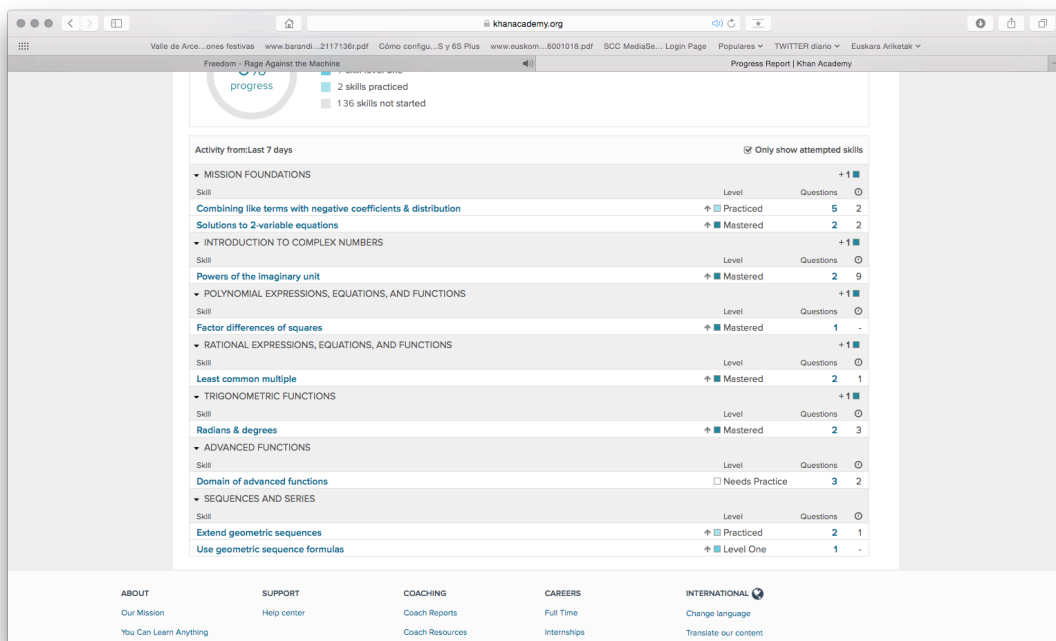 khanacademy.org
Valle de Arce...ones festivas www.barandi...2117136r.pdf Cómo configu...S y 6S Plus www.euskom...6001018.pdf SCC MediaSe... Login Page Populares TWITTER diario Euskara Ariketak
Freedom - Rage Against the Machine Progress Report | Khan Academy
progress
2 skills practiced
136 skills not started
Activity from:Last 7 days Only show attempted skills
MISSION FOUNDATIONS +1
Skill Level Questions
Combining like terms with negative coefficients & distribution Practiced 5 2
Solutions to 2-variable equations Mastered 2 2
INTRODUCTION TO COMPLEX NUMBERS +1
Skill Level Questions
Powers of the imaginary unit Mastered 2 9
POLYNOMIAL EXPRESSIONS, EQUATIONS, AND FUNCTIONS +1
Skill Level Questions
Factor differences of squares Mastered 1 -
RATIONAL EXPRESSIONS, EQUATIONS, AND FUNCTIONS +1
Skill Level Questions
Least common multiple Mastered 2 1
TRIGONOMETRIC FUNCTIONS +1
Skill Level Questions
Radians & degrees Mastered 2 3
ADVANCED FUNCTIONS
Skill Level Questions
Domain of advanced functions Needs Practice 3 2
SEQUENCES AND SERIES
Skill Level Questions
Extend geometric sequences Practiced 2 1
Use geometric sequence formulas Level One 1 -
ABOUT SUPPORT COACHING CAREERS INTERNATIONAL
Our Mission Help center Coach Reports Full Time Change language
You Can Learn Anything Coach Resources Internships Translate our content